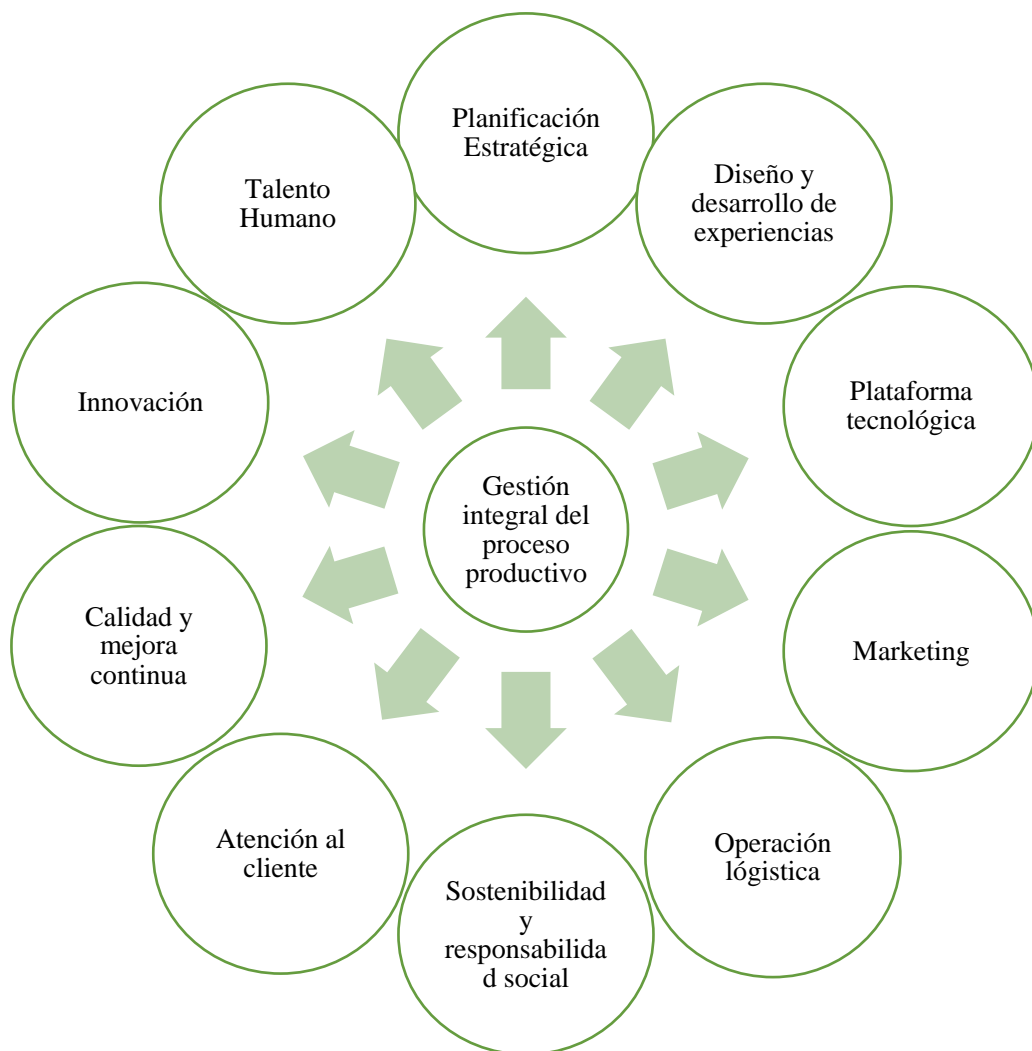 Planificación
Estratégica
Diseño y
desarrollo de
experiencias
Plataforma
tecnológica
Marketing
Operación
lógistica
Sostenibilidad
y
responsabilida
d social
Atención al
cliente
Calidad y
mejora
continua
Innovación
Talento
Humano
Gestión
integral del
proceso
productivo